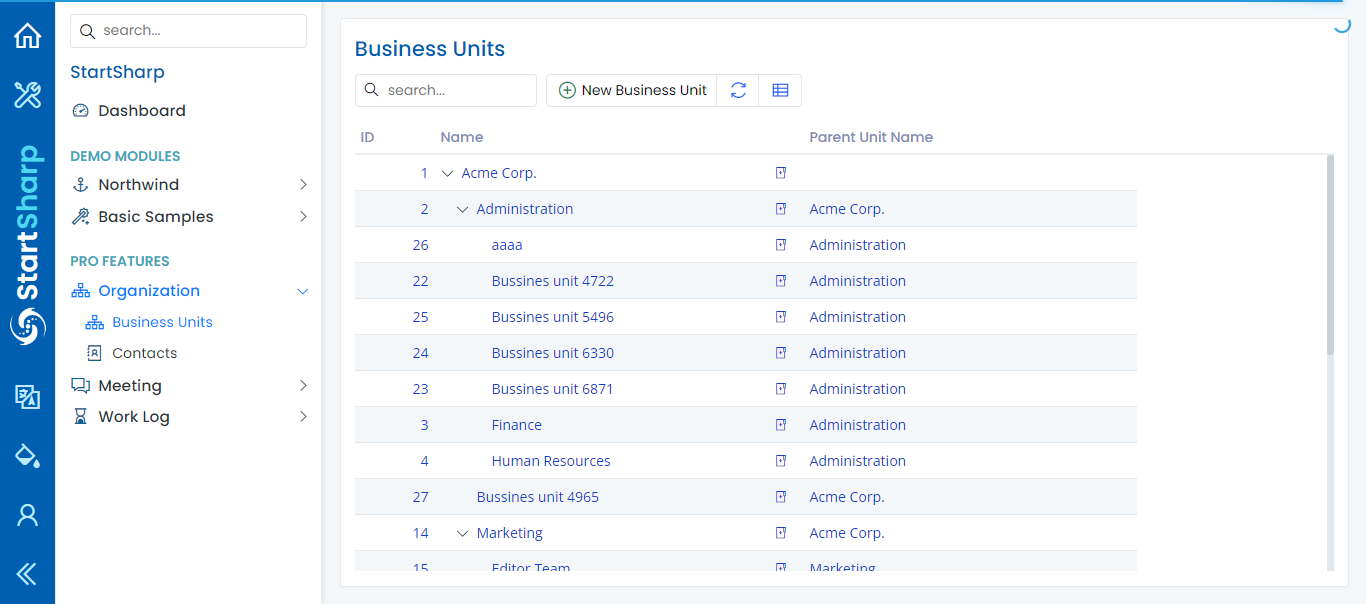 StartSharp
search...
StartSharp
Dashboard
DEMO MODULES
Northwind
Basic Samples
PRO FEATURES
Organization
Business Units
Contacts
Meeting
Work Log
Business Units
search... New Business Unit
ID Name Parent Unit Name
1 Acme Corp.
2 Administration Acme Corp.
26 aaaa Administration
22 Bussines unit 4722 Administration
25 Bussines unit 5496 Administration
24 Bussines unit 6330 Administration
23 Bussines unit 6871 Administration
3 Finance Administration
4 Human Resources Administration
27 Bussines unit 4965 Acme Corp.
14 Marketing Acme Corp.
15 Editor Team Marketing